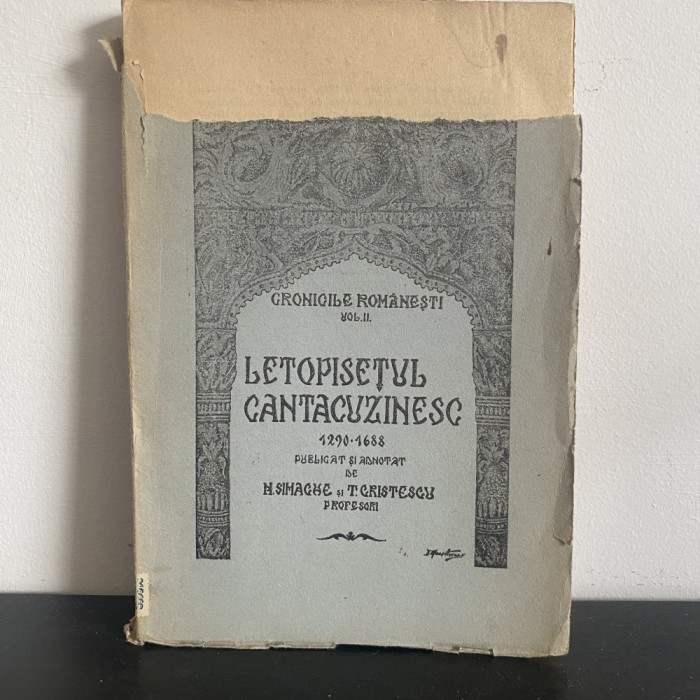 CRONICILE ROMÂNEȘTI
VOL. II.
LETOPISEȚUL
CANTACUZINESC
1290-1688
PUBLICAT ȘI ADNOTAT
DE
N. SIMACHE ȘI T. CRISTESCU
PROFESORI